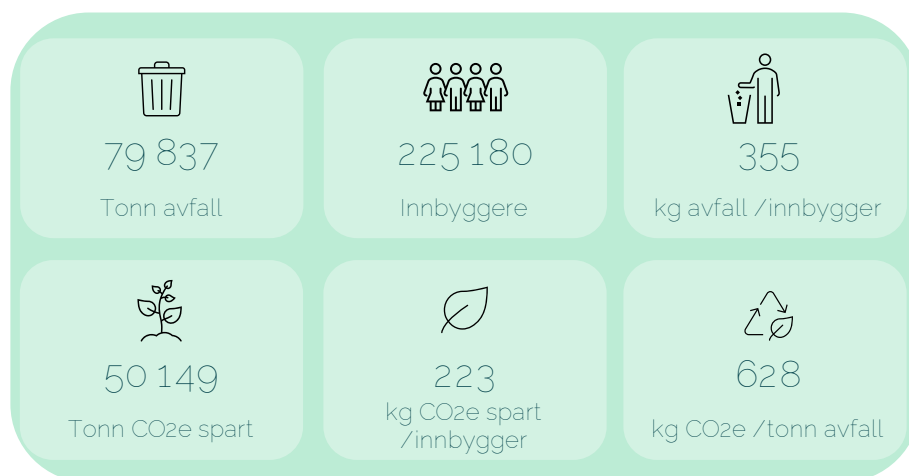 79 837
Tonn avfall
225 180
Innbyggere
355
kg avfall /innbygger
50 149
Tonn CO2e spart
223
kg CO2e spart
/innbygger
628
kg CO2e /tonn avfall